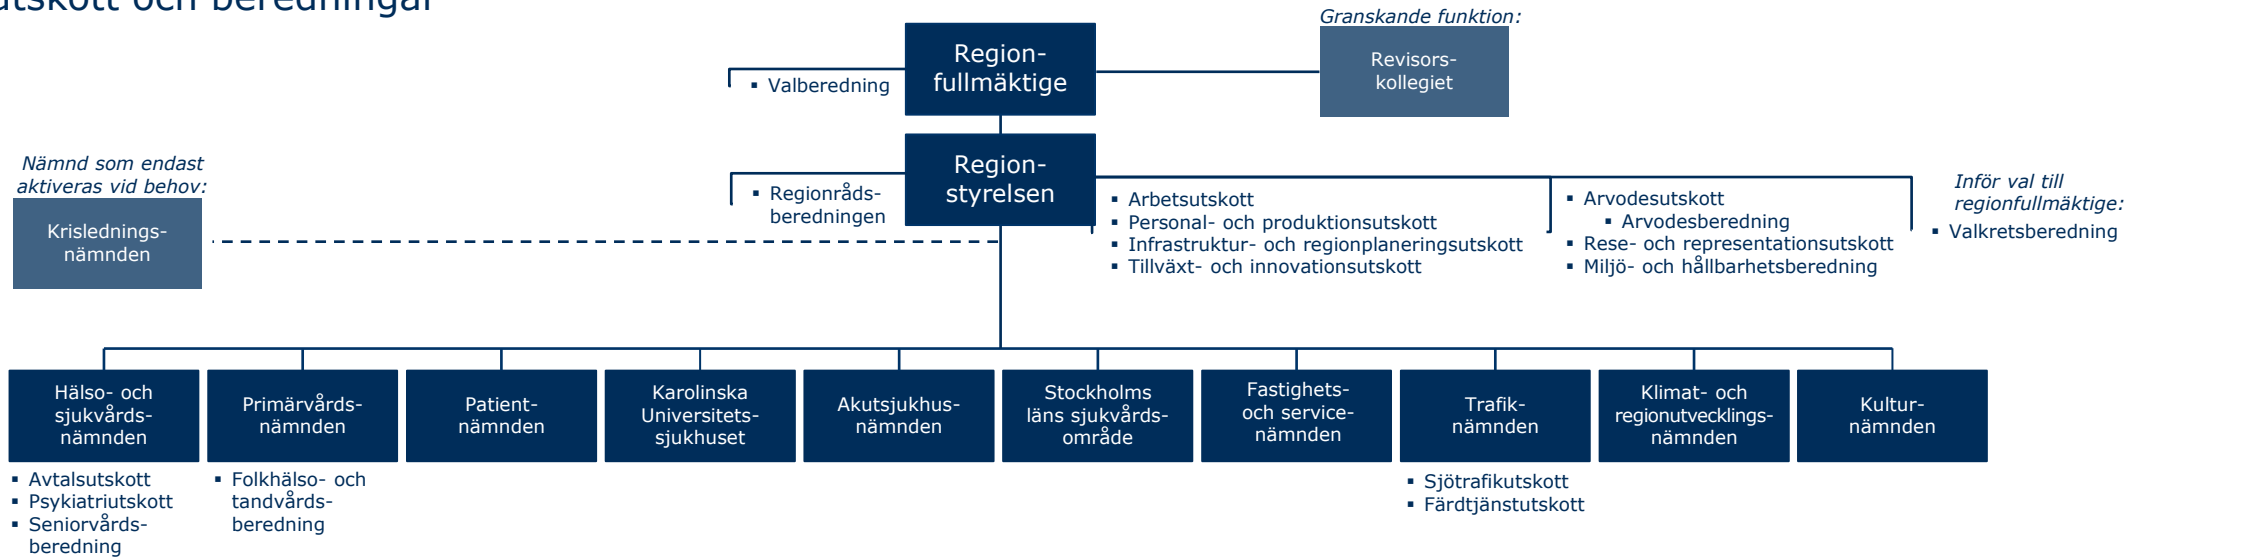 utskott och beredningar
Granskande funktion:
Region-
fullmäktige
Revisors-
kollegiet
▪ Valberedning
Nämnd som endast
aktiveras vid behov:
Krislednings-
nämnden
Region-
styrelsen
▪ Regionråds-
beredningen
▪ Arbetsutskott
▪ Personal- och produktionsutskott
▪ Infrastruktur- och regionplaneringsutskott
▪ Tillväxt- och innovationsutskott
▪ Arvodesutskott
▪ Arvodesberedning
▪ Rese- och representationsutskott
▪ Miljö- och hållbarhetsberedning
Inför val till
regionfullmäktige:
▪ Valkretsberedning
Hälso- och
sjukvårds-
nämnden
Primärvårds-
nämnden
Patient-
nämnden
Karolinska
Universitets-
sjukhuset
Akutsjukhus-
nämnden
Stockholms
läns sjukvårds-
område
Fastighets-
och service-
nämnden
Trafik-
nämnden
Klimat- och
regionutvecklings-
nämnden
Kultur-
nämnden
▪ Avtalsutskott
▪ Psykiatriutskott
▪ Seniorvårds-
beredning
▪ Folkhälso- och
tandvårds-
beredning
▪ Sjötrafikutskott
▪ Färdtjänstutskott